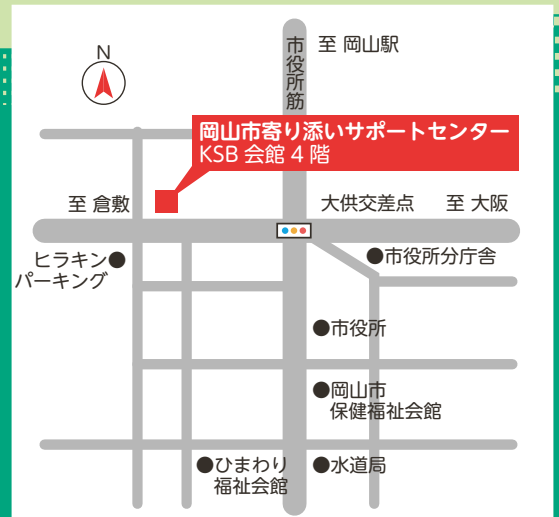 N
市役所筋
至 岡山駅
岡山市寄り添いサポートセンター
KSB 会館 4 階
至 倉敷
大供交差点
至 大阪
ヒラキン
パーキング
市役所分庁舎
市役所
岡山市
保健福祉会館
ひまわり
福祉会館
水道局